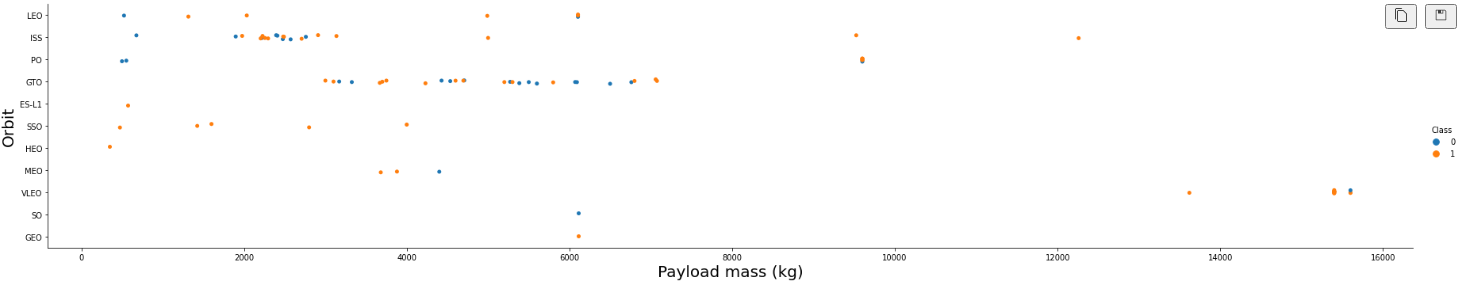 LEO
ISS
PO
GTO
ES-L1
SSO
HEO
MEO
VLEO
SO
GEO
Orbit
0 2000 4000 6000 8000 10000 12000 14000 16000
Payload mass (kg)
Class
0
1